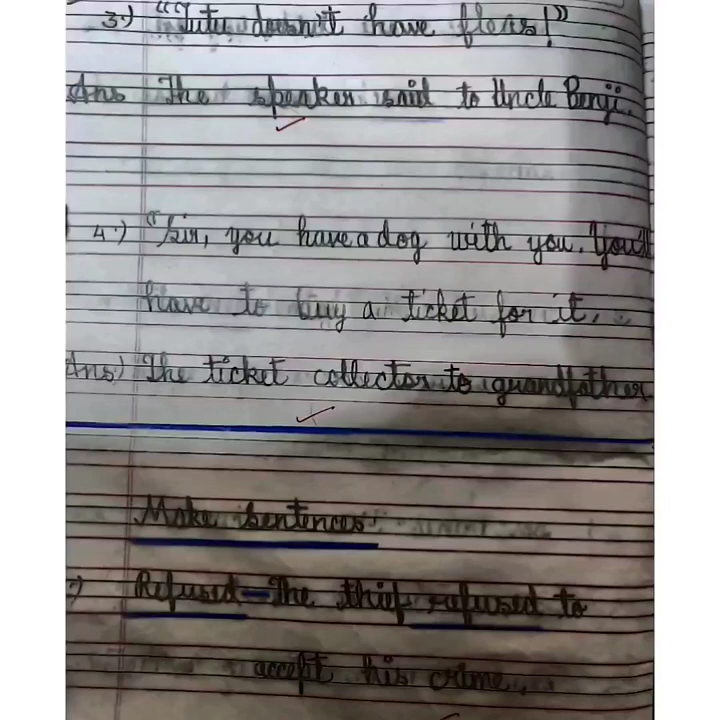 3.) "Tutu doesn't have fleas!"
Ans The speaker said to Uncle Benji.
4.) "Sir, you have a dog with you. You'll
have to buy a ticket for it.
Ans.) The ticket collector to grandfather
Make sentences:
Refused - The thief refused to
accept his crime.